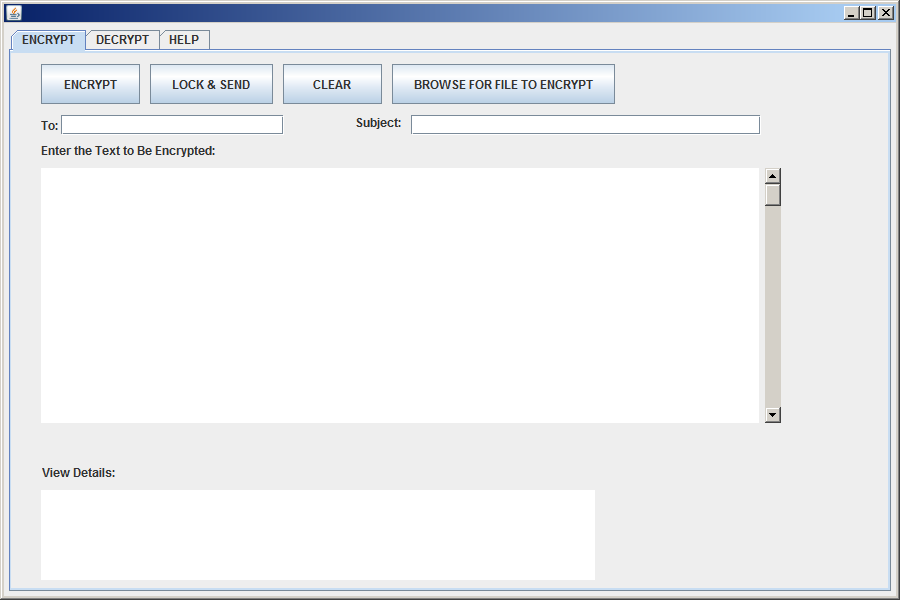 ENCRYPT DECRYPT HELP
ENCRYPT LOCK & SEND CLEAR BROWSE FOR FILE TO ENCRYPT
To: Subject:
Enter the Text to Be Encrypted:
View Details: